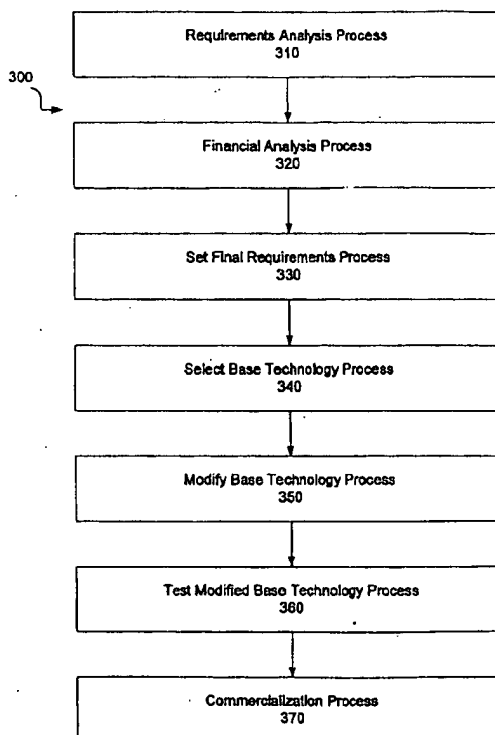 Requirements Analysis Process
310
300
Financial Analysis Process
320
Set Final Requirements Process
330
Select Base Technology Process
340
Modify Base Technology Process
350
Test Modified Base Technology Process
360
Commercialization Process
370